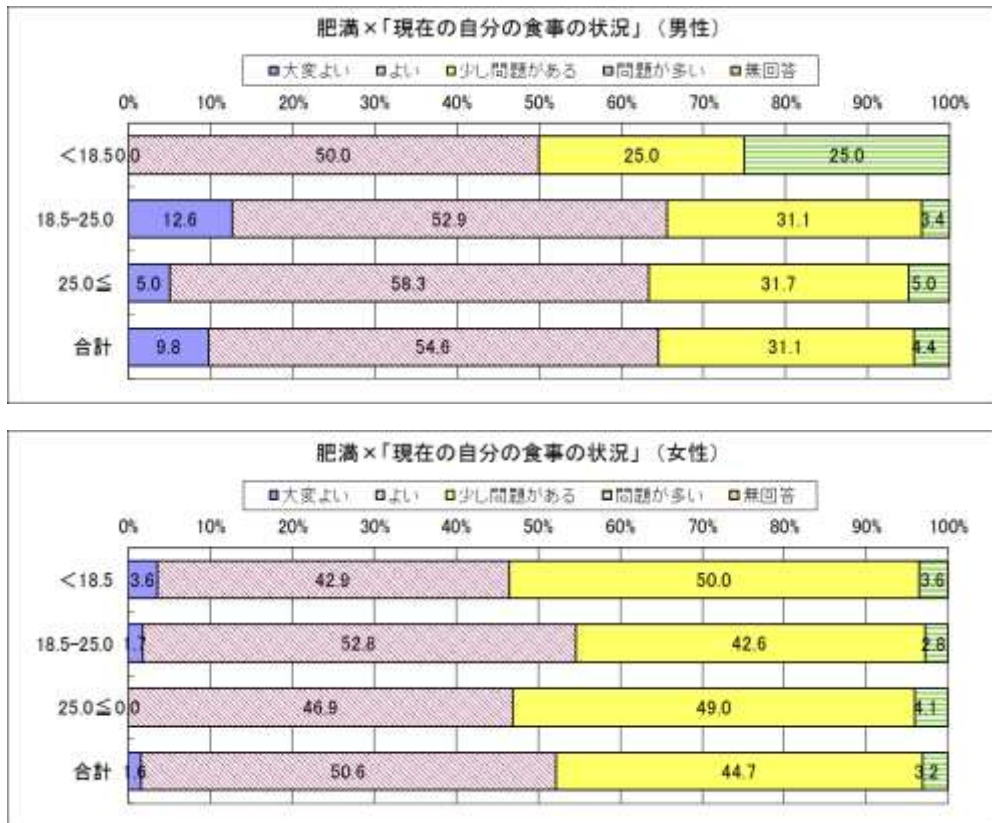 肥満×「現在の自分の食事の状況」（男性）
大変よい よい 少し問題がある 問題が多い 無回答
0% 10% 20% 30% 40% 50% 60% 70% 80% 90% 100%
＜18.5 0.0 50.0 25.0 25.0
18.5-25.0 12.6 52.9 31.1 3.4
25.0≦ 5.0 58.3 31.7 5.0
合計 9.8 54.6 31.1 4.4
肥満×「現在の自分の食事の状況」（女性）
大変よい よい 少し問題がある 問題が多い 無回答
0% 10% 20% 30% 40% 50% 60% 70% 80% 90% 100%
＜18.5 3.6 42.9 50.0 3.6
18.5-25.0 1.7 52.8 42.6 2.8
25.0≦ 0.0 46.9 49.0 4.1
合計 1.6 50.6 44.7 3.2